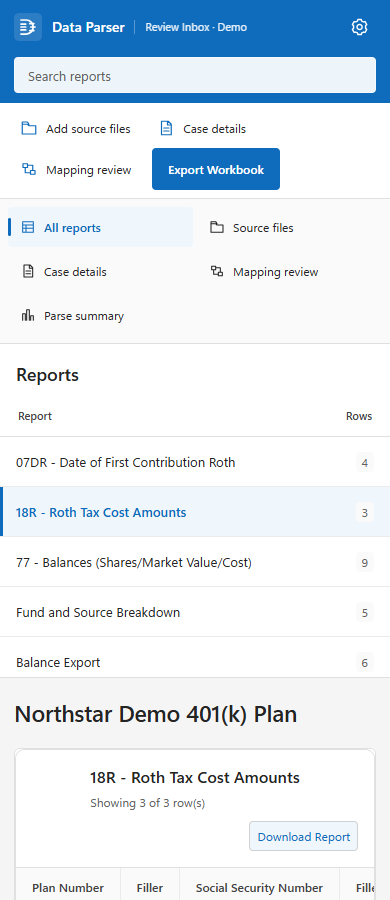 Data Parser Review Inbox · Demo
Search reports
Add source files Case details
Mapping review Export Workbook
All reports Source files
Case details Mapping review
Parse summary
Reports
Report Rows
07DR - Date of First Contribution Roth 4
18R - Roth Tax Cost Amounts 3
77 - Balances (Shares/Market Value/Cost) 9
Fund and Source Breakdown 5
Balance Export 6
Northstar Demo 401(k) Plan
18R - Roth Tax Cost Amounts
Showing 3 of 3 row(s)
Download Report
Plan Number Filler Social Security Number